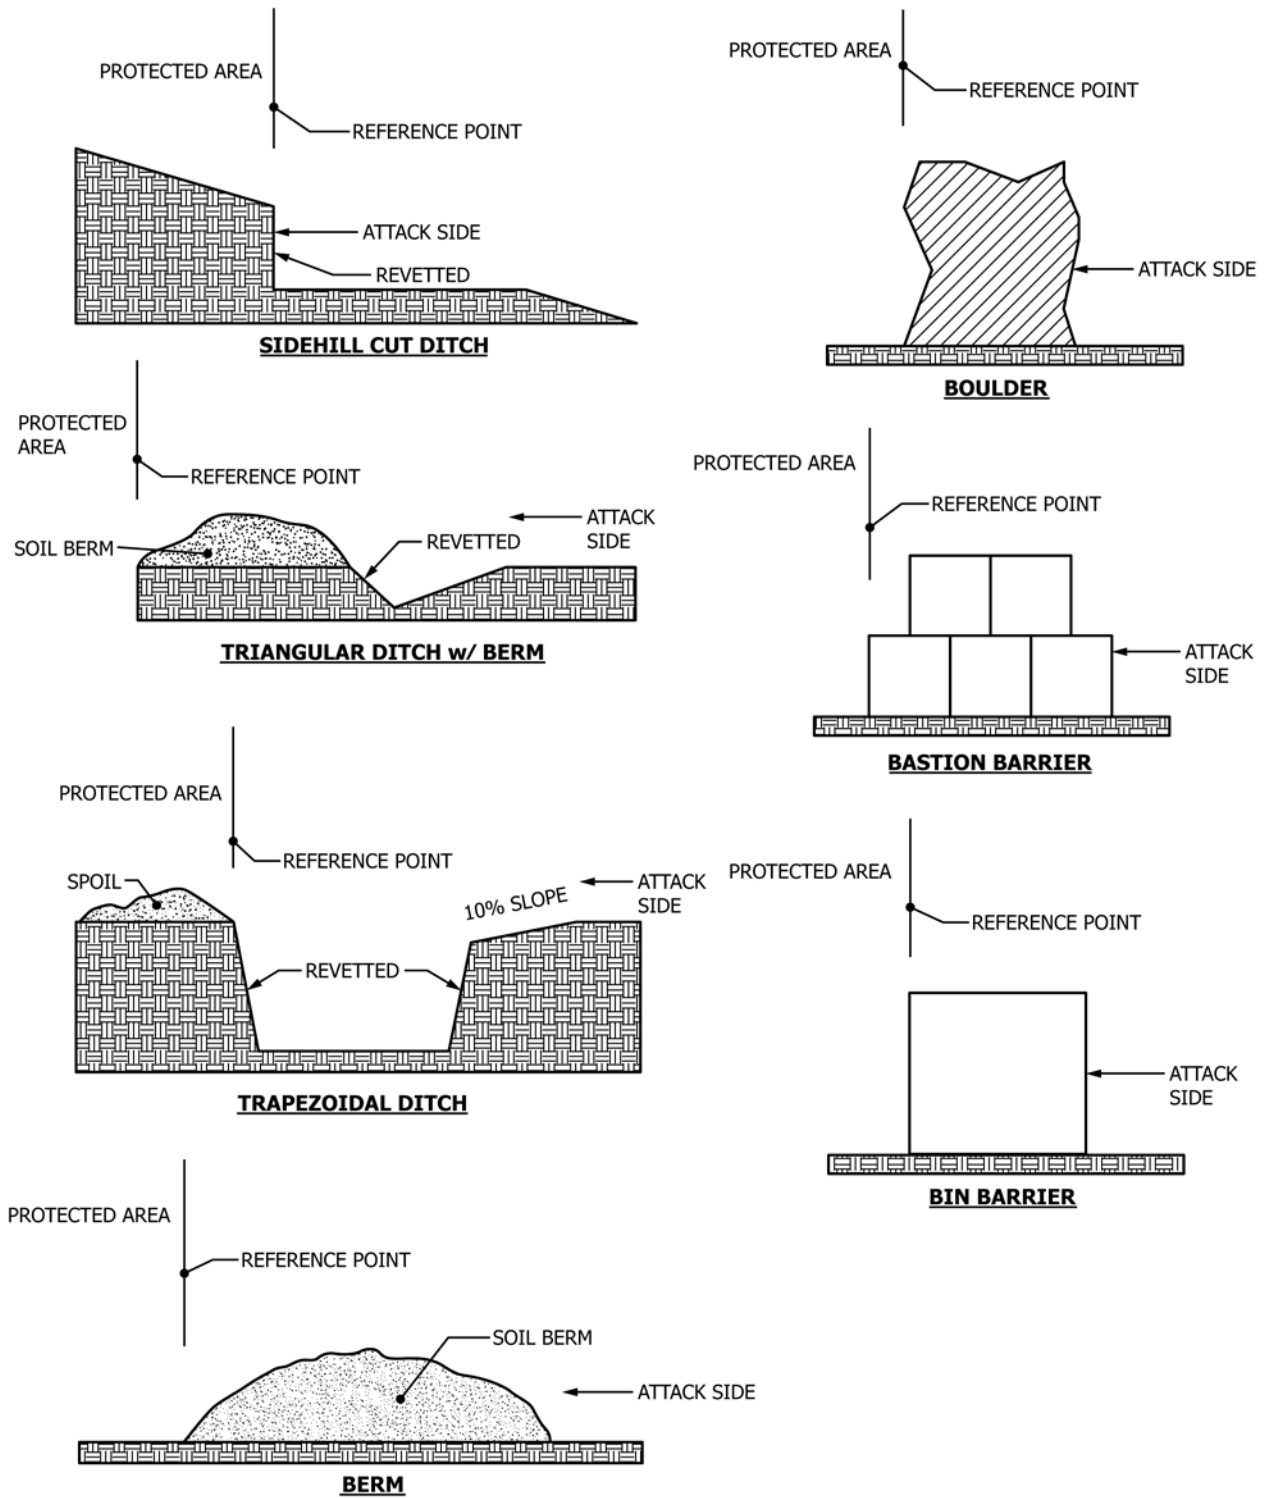 PROTECTED AREA
REFERENCE POINT
ATTACK SIDE
REVETTED
SIDEHILL CUT DITCH
PROTECTED
AREA
REFERENCE POINT
SOIL BERM
ATTACK
SIDE
REVETTED
TRIANGULAR DITCH w/ BERM
PROTECTED AREA
REFERENCE POINT
SPOIL
10% SLOPE
ATTACK
SIDE
REVETTED
TRAPEZOIDAL DITCH
PROTECTED AREA
REFERENCE POINT
SOIL BERM
ATTACK SIDE
BERM
PROTECTED AREA
REFERENCE POINT
ATTACK SIDE
BOULDER
PROTECTED AREA
REFERENCE POINT
ATTACK
SIDE
BASTION BARRIER
PROTECTED AREA
REFERENCE POINT
ATTACK
SIDE
BIN BARRIER